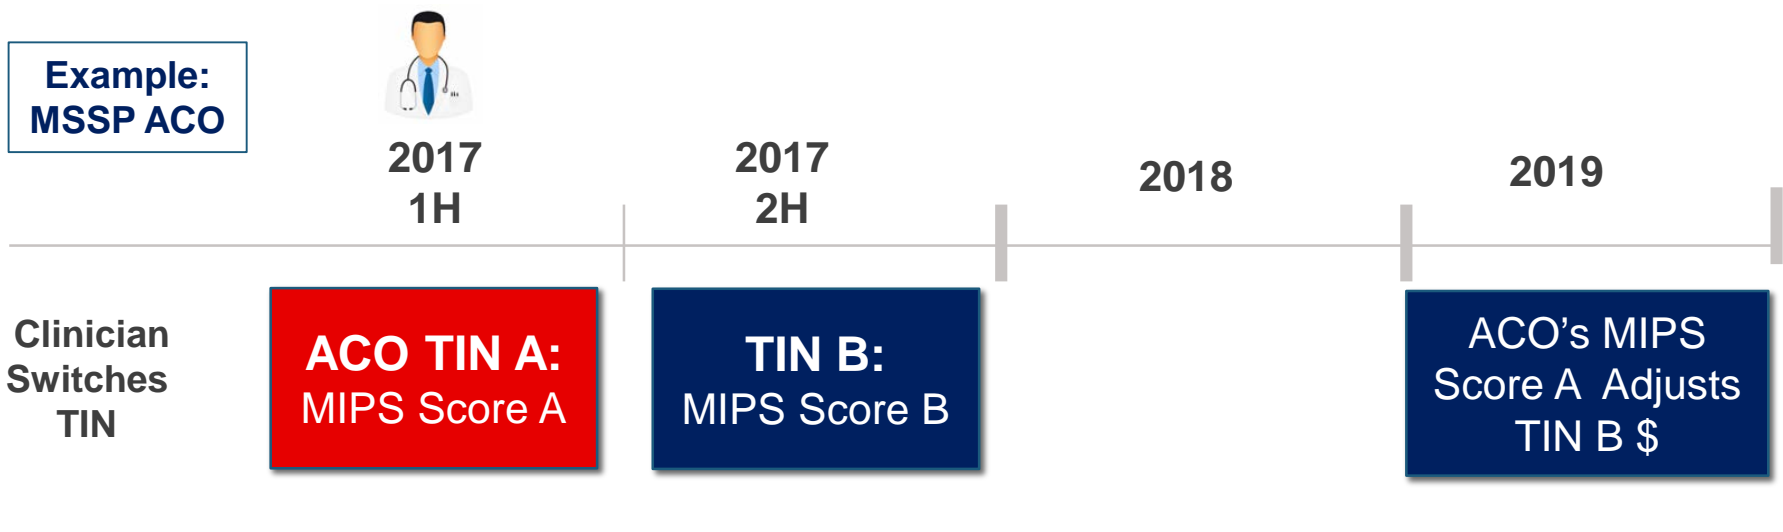 Example:
MSSP ACO
2017
1H
2017
2H
2018
2019
Clinician
Switches
TIN
ACO TIN A:
MIPS Score A
TIN B:
MIPS Score B
ACO’s MIPS
Score A Adjusts
TIN B $